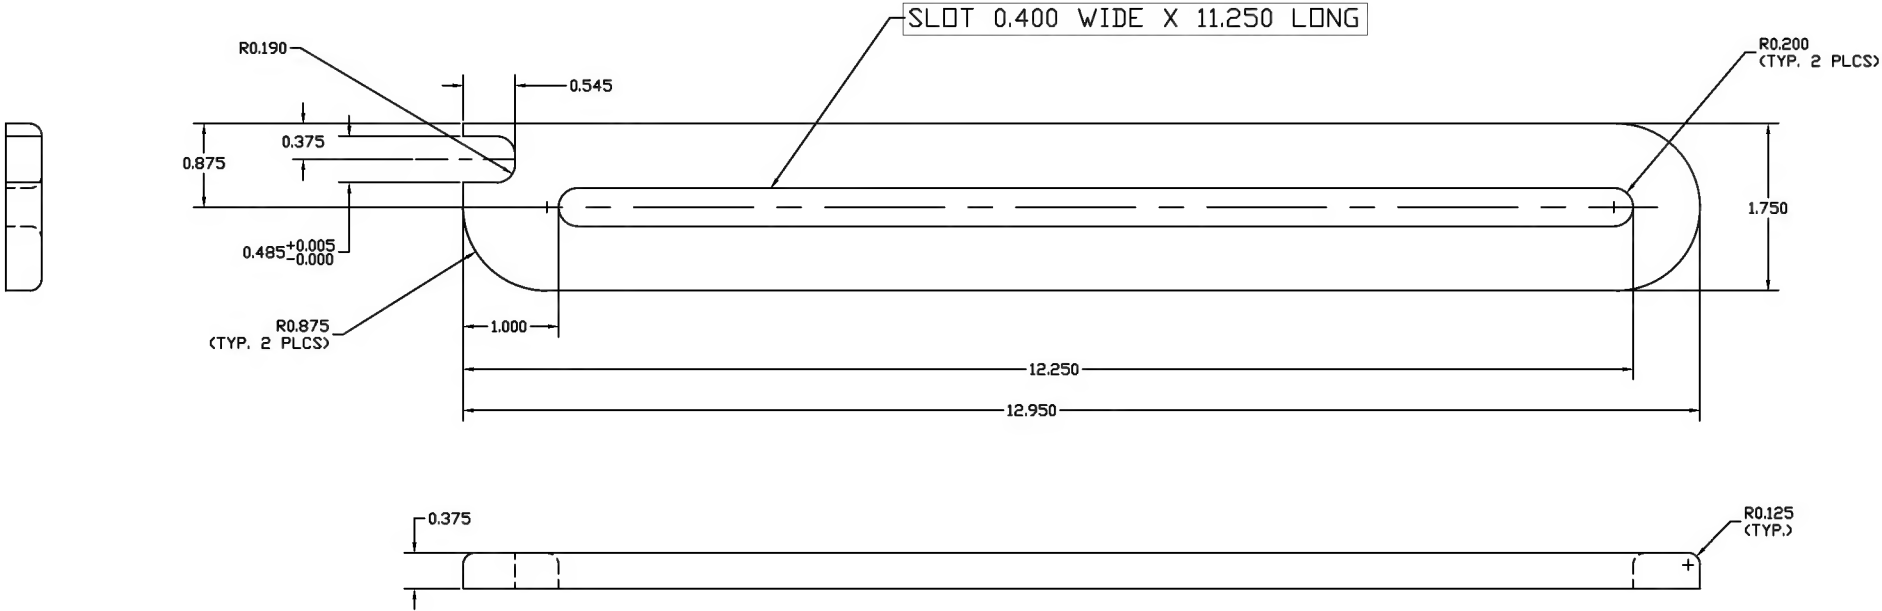 SLOT 0.400 WIDE X 11.250 LONG
R0.190
R0.200
(TYP. 2 PLCS)
0.545
0.375
0.875
1.750
0.485+0.005
-0.000
R0.875
(TYP. 2 PLCS)
1.000
12.250
12.950
0.375
R0.125
(TYP.)